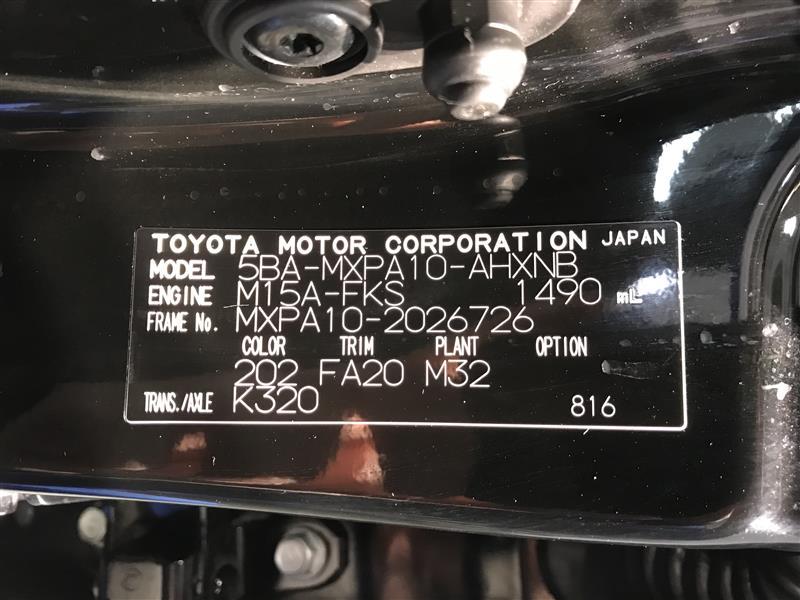 TOYOTA MOTOR CORPORATION JAPAN
MODEL 5BA-MXPA10-AHXNB
ENGINE M15A-FKS 1490 mL
FRAME No. MXPA10-2026726
COLOR TRIM PLANT OPTION
202 FA20 M32
TRANS./AXLE K320 816